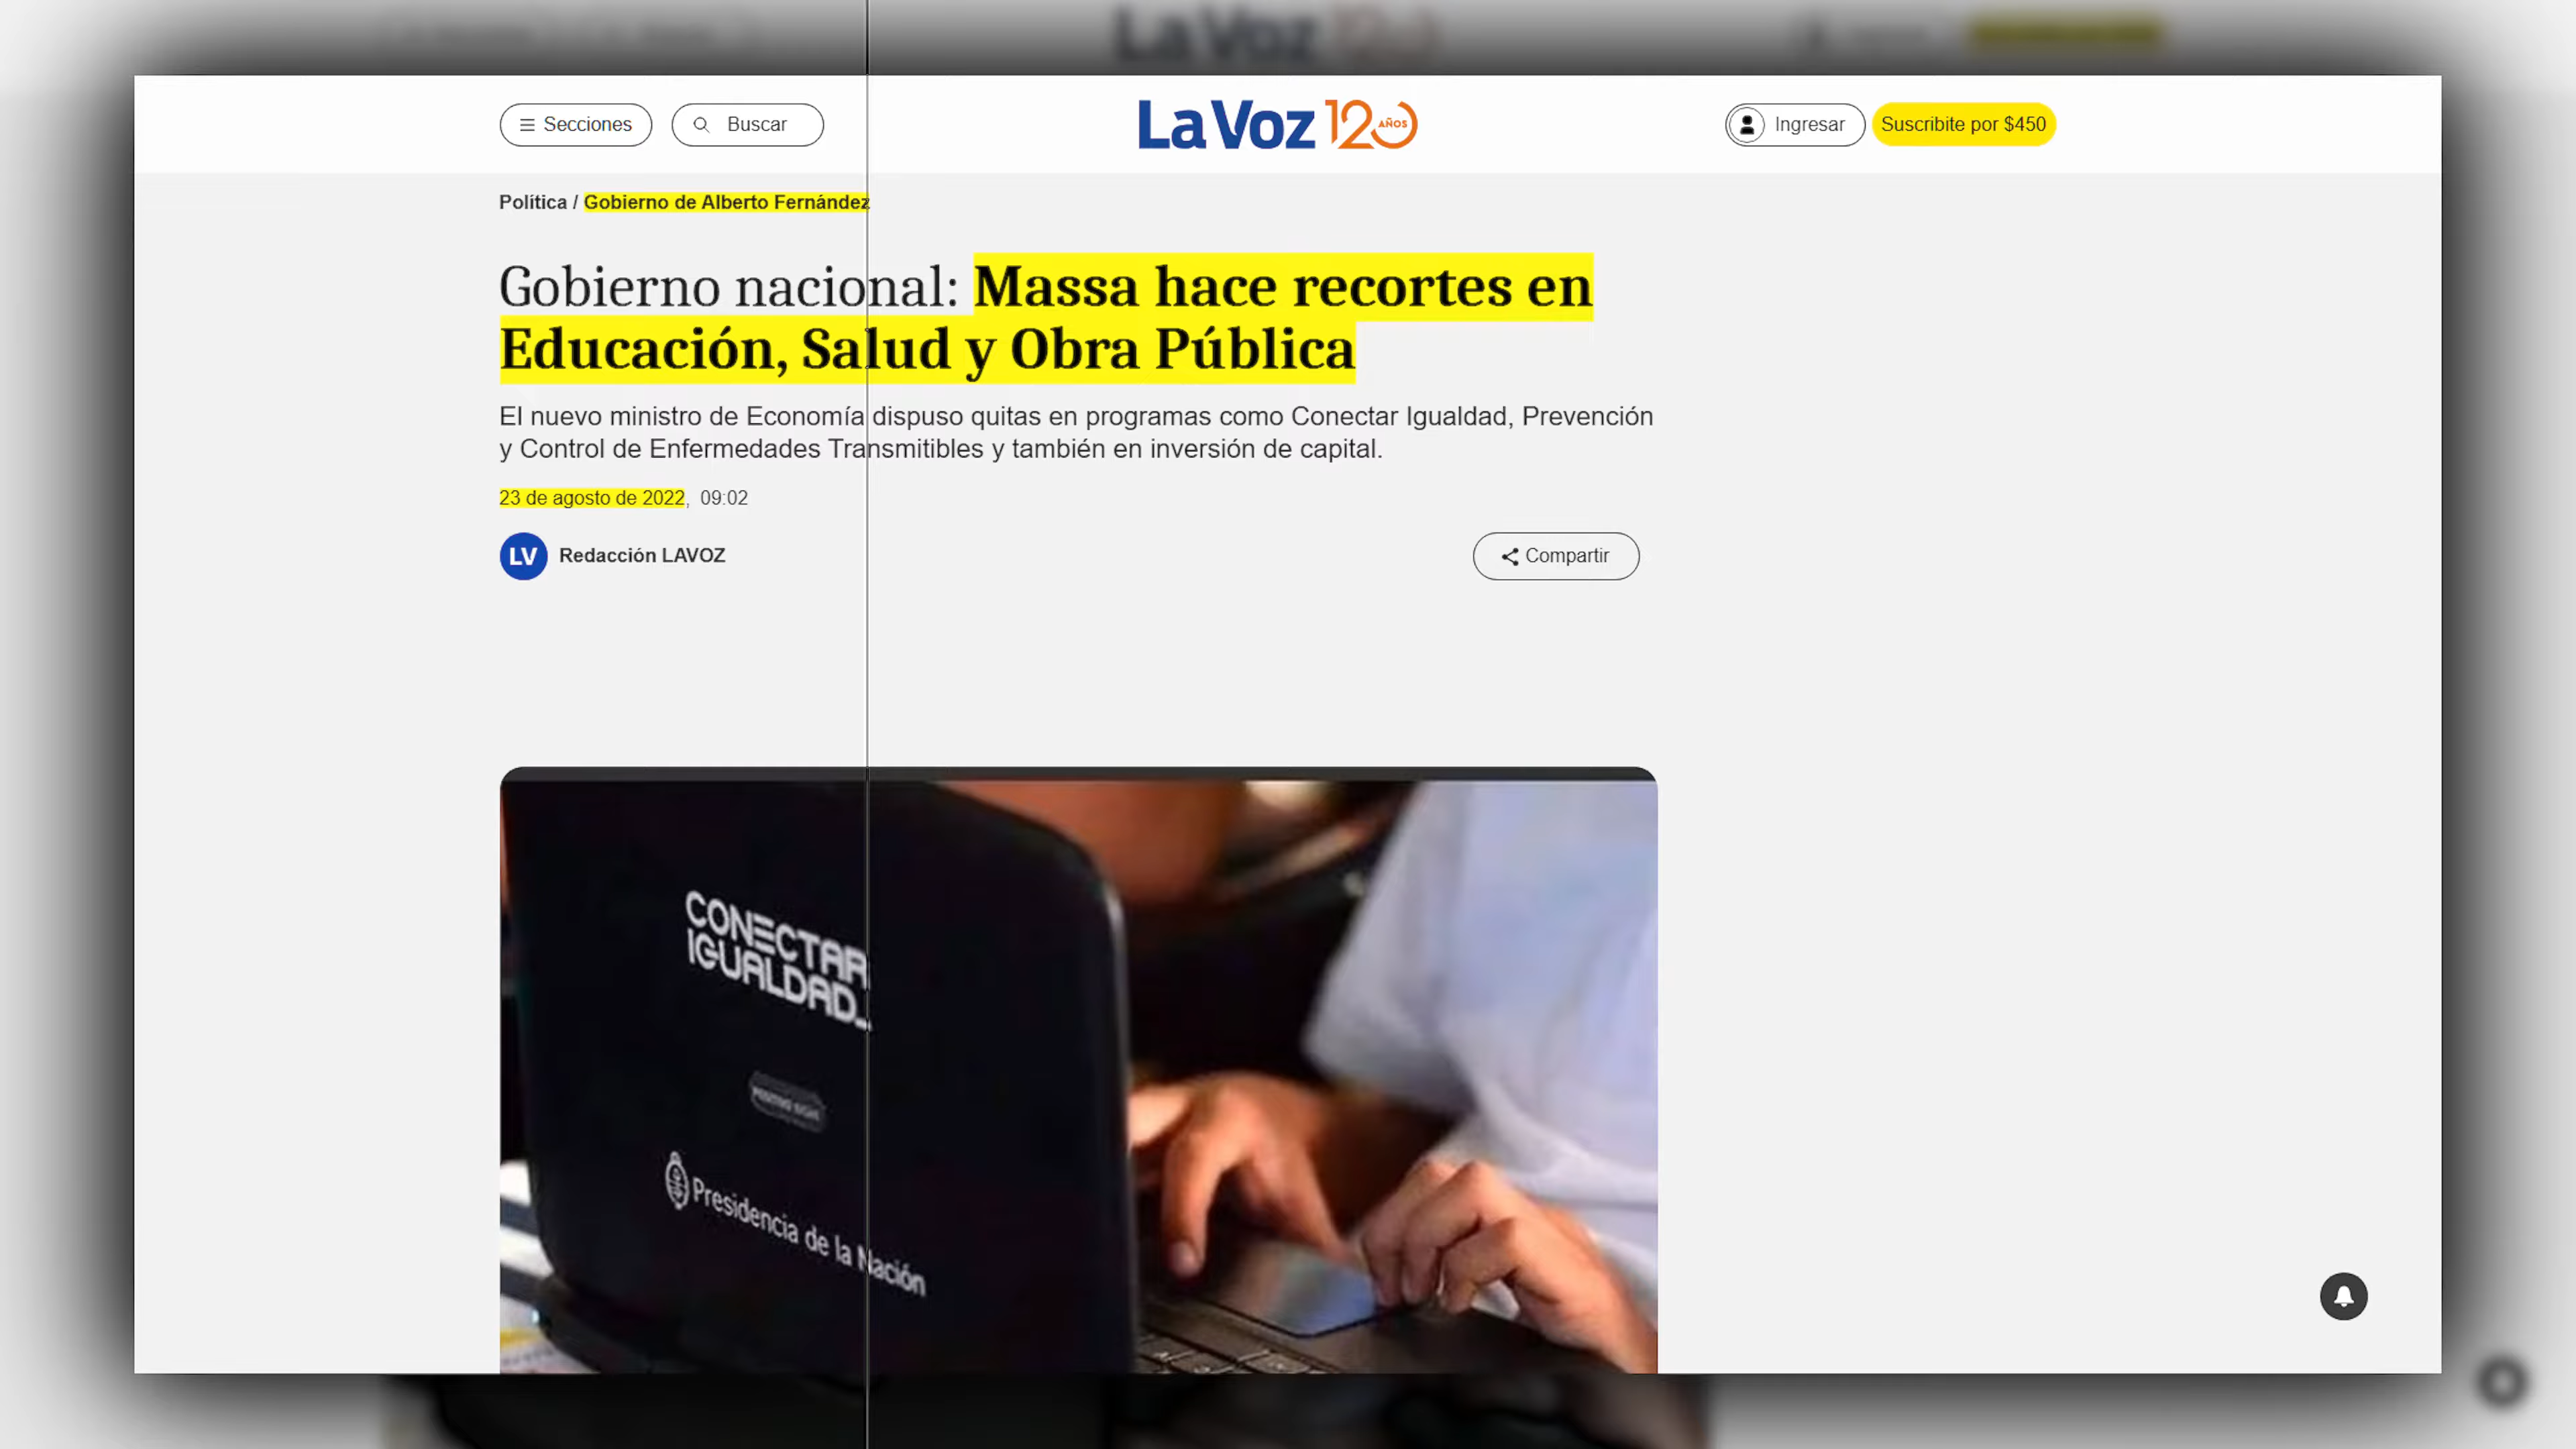 Secciones
Buscar
La Voz 120 AÑOS
Ingresar
Suscribite por $450
Política / Gobierno de Alberto Fernández
Gobierno nacional: Massa hace recortes en
Educación, Salud y Obra Pública
El nuevo ministro de Economía dispuso quitas en programas como Conectar Igualdad, Prevención
y Control de Enfermedades Transmitibles y también en inversión de capital.
23 de agosto de 2022, 09:02
LV Redacción LAVOZ
Compartir
CONECTAR
IGUALDAD_
Presidencia de la Nación